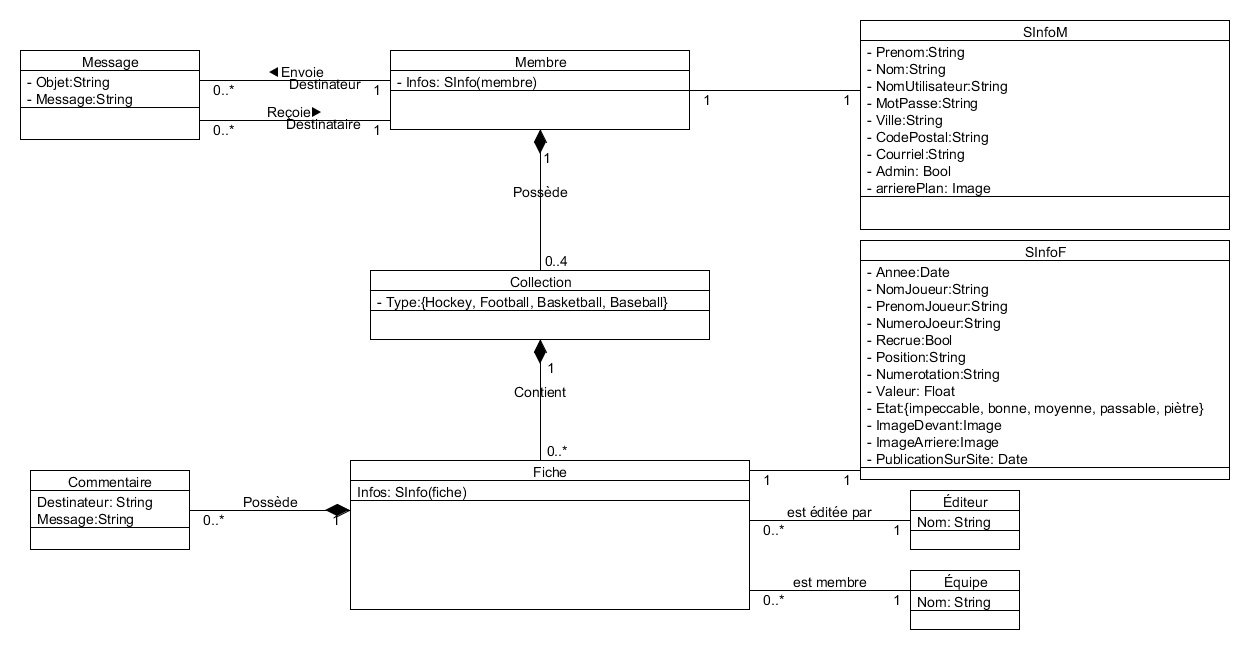 Message
- Objet:String
- Message:String
◄Envoie
Destinateur
0..*
1
Reçoie►
Destinataire
0..*
1
Membre
- Infos: SInfo(membre)
1
1
SInfoM
- Prenom:String
- Nom:String
- NomUtilisateur:String
- MotPasse:String
- Ville:String
- CodePostal:String
- Courriel:String
- Admin: Bool
- arrierePlan: Image
1
Possède
0..4
Collection
- Type:{Hockey, Football, Basketball, Baseball}
1
Contient
0..*
SInfoF
- Annee:Date
- NomJoueur:String
- PrenomJoueur:String
- NumeroJoeur:String
- Recrue:Bool
- Position:String
- Numerotation:String
- Valeur: Float
- Etat:{impeccable, bonne, moyenne, passable, piètre}
- ImageDevant:Image
- ImageArriere:Image
- PublicationSurSite: Date
Commentaire
Destinateur: String
Message:String
Possède
0..*
1
Fiche
Infos: SInfo(fiche)
1
1
est éditée par
0..*
1
Éditeur
Nom: String
est membre
0..*
1
Équipe
Nom: String